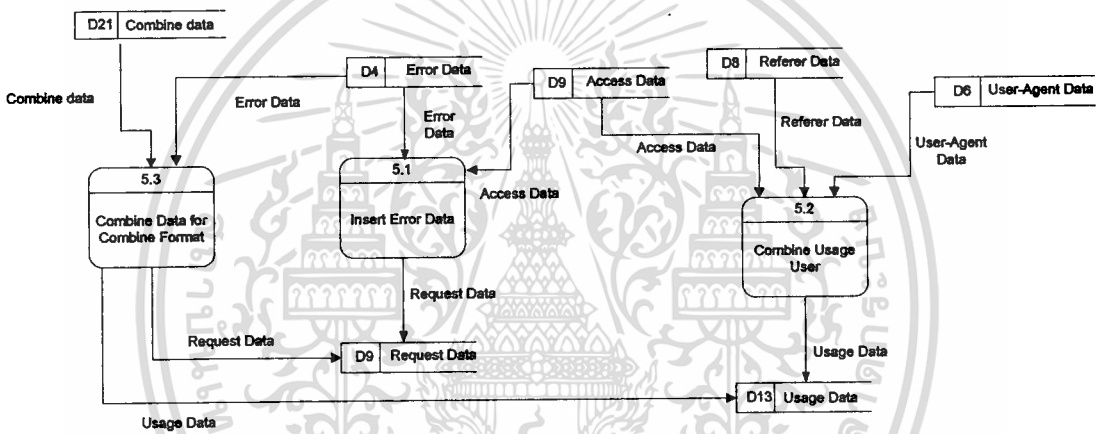 D21 Combine data
D4 Error Data
D9 Access Data
D8 Referer Data
D6 User-Agent Data
Combine data
Error Data
Error
Data
Access Data
Access Data
Referer Data
User-Agent
Data
5.3
Combine Data for
Combine Format
5.1
Insert Error Data
5.2
Combine Usage
User
Request Data
Request Data
D9 Request Data
Usage Data
D13 Usage Data
Usage Data